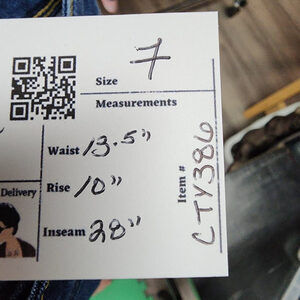 Size 7
Measurements
Waist 13.5"
Rise 10"
Inseam 28"
Delivery
Item # CTY386